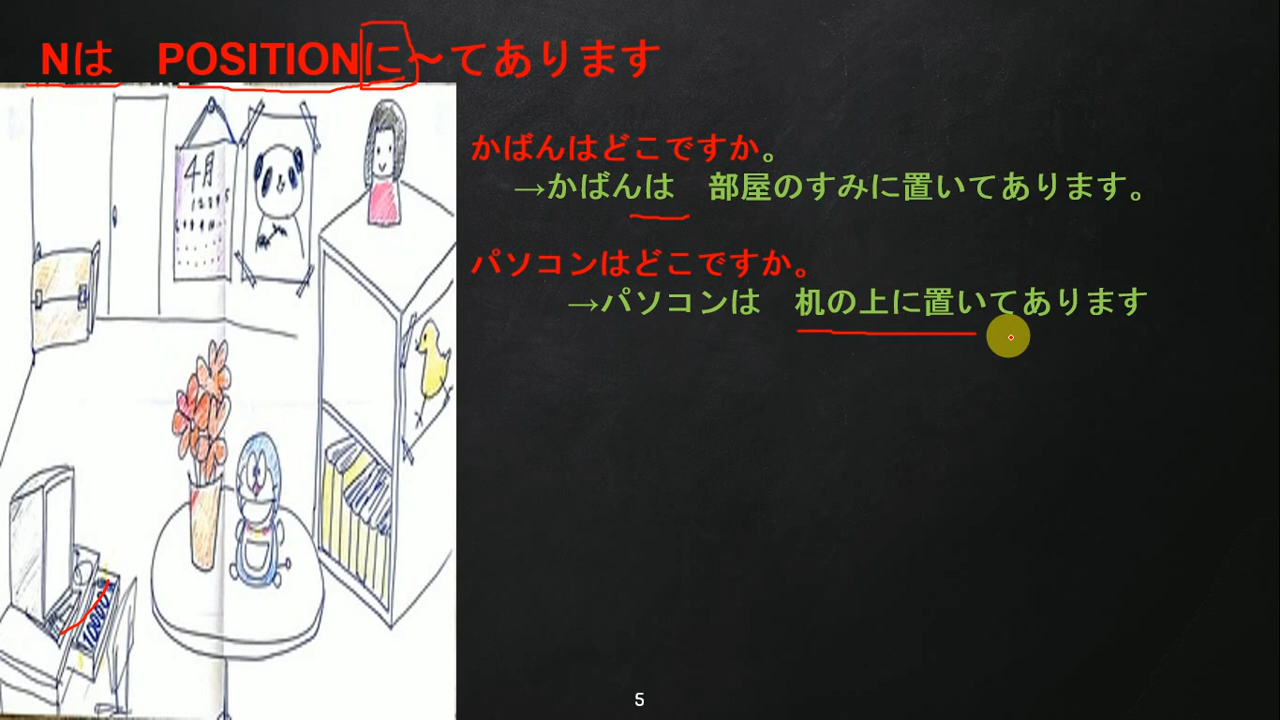 Nは　POSITIONに～てあります
かばんはどこですか。
→かばんは　部屋のすみに置いてあります。
パソコンはどこですか。
→パソコンは　机の上に置いてあります
4月
10000
5